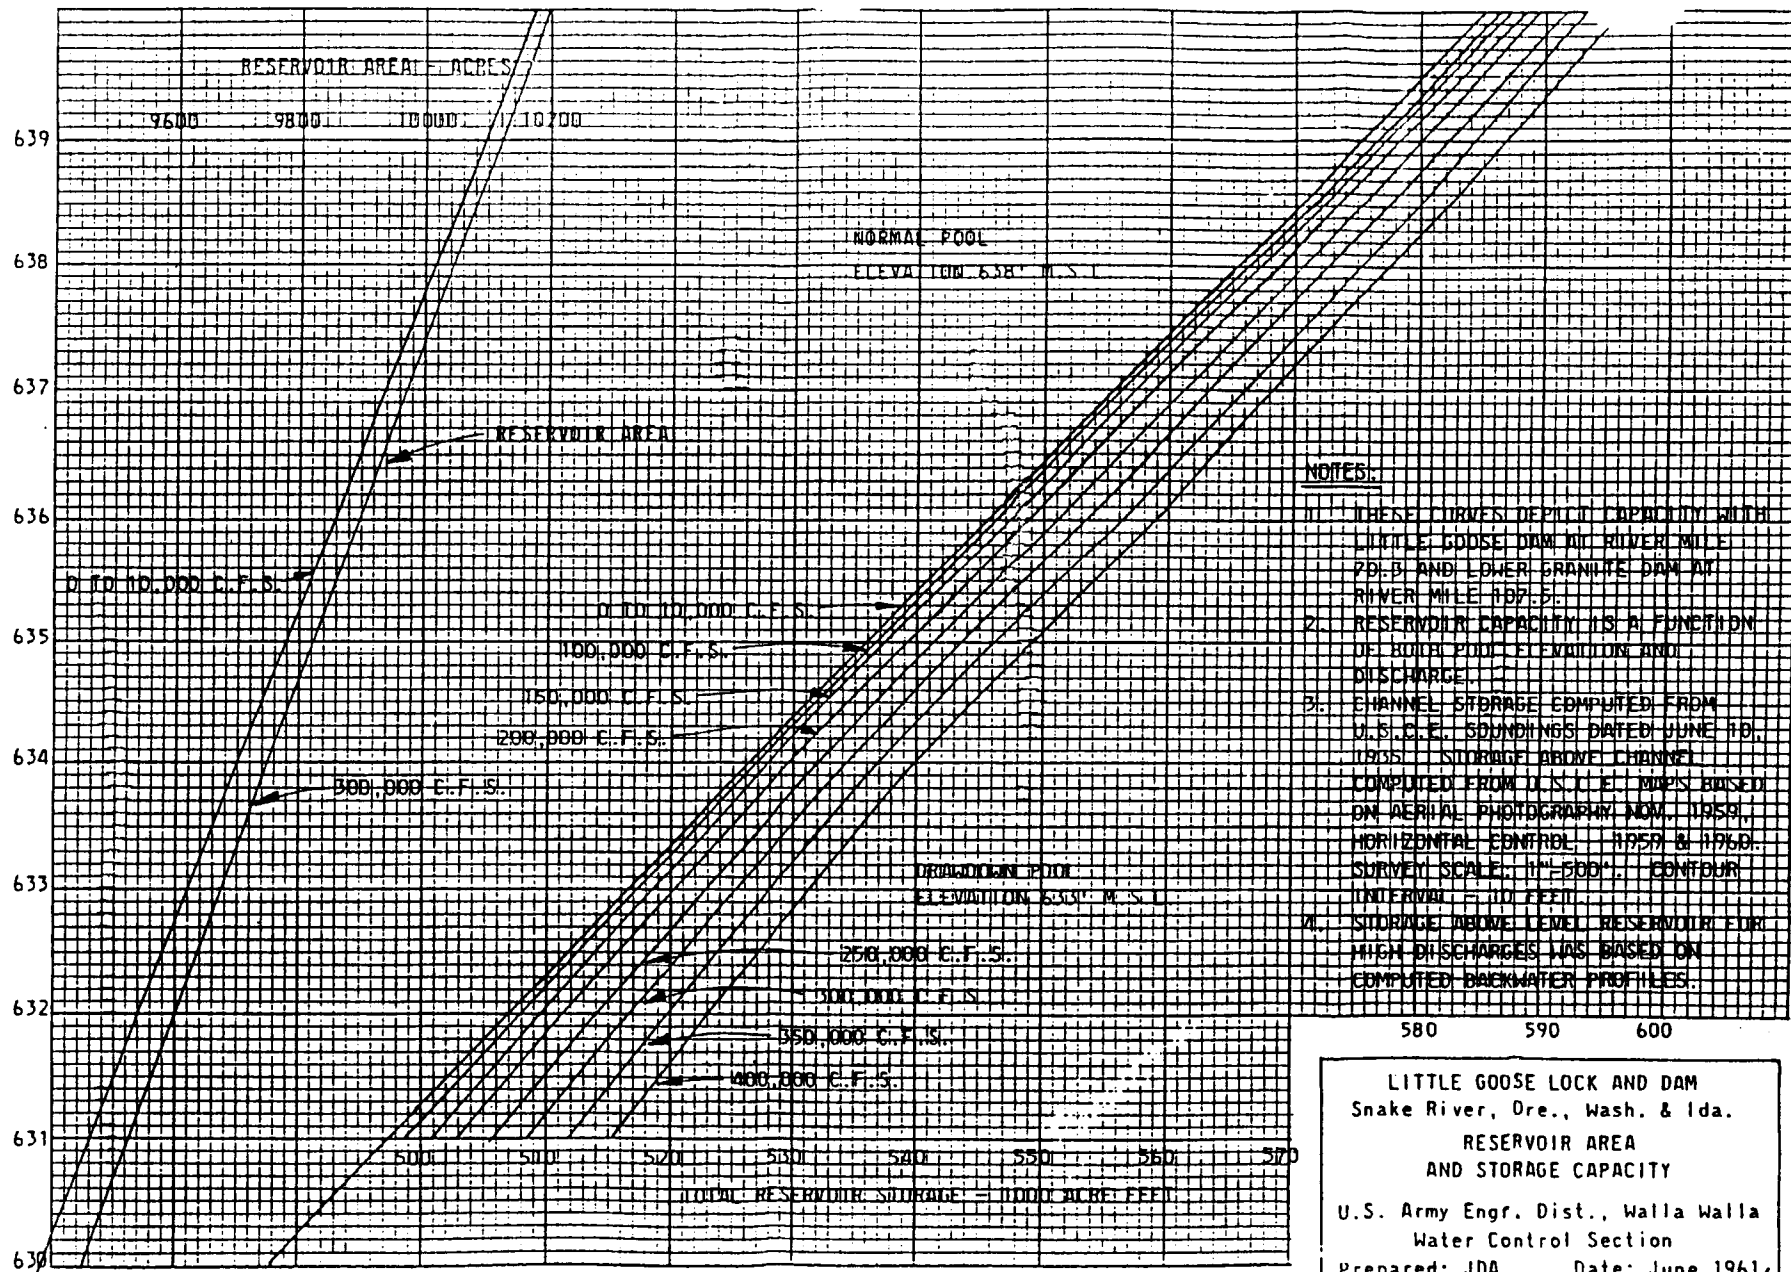 RESERVOIR AREA - ACRES
9600 9800 10000 10200
639
638
637
636
635
634
633
632
631
630
NORMAL POOL
ELEVATION 638' M.S.L.
RESERVOIR AREA
0 TO 10,000 C.F.S.
300,000 C.F.S.
0 TO 10,000 C.F.S.
100,000 C.F.S.
150,000 C.F.S.
200,000 C.F.S.
DRAWDOWN POOL
ELEVATION 633' M.S.L.
250,000 C.F.S.
300,000 C.F.S.
350,000 C.F.S.
400,000 C.F.S.
500 510 520 530 540 550 560 570
TOTAL RESERVOIR STORAGE - 1000 ACRE FEET
NOTES:
1. THESE CURVES DEPICT CAPACITY WITH
LITTLE GOOSE DAM AT RIVER MILE
70.3 AND LOWER GRANITE DAM AT
RIVER MILE 107.5.
2. RESERVOIR CAPACITY IS A FUNCTION
OF BOTH POOL ELEVATION AND
DISCHARGE.
3. CHANNEL STORAGE COMPUTED FROM
U.S.C.E. SOUNDINGS DATED JUNE 10,
STORAGE ABOVE CHANNEL
COMPUTED FROM U.S.C.E. MAPS BASED
ON AERIAL PHOTOGRAPHY NOV. 1959,
HORIZONTAL CONTROL 1959 & 1960.
SURVEY SCALE: 1"=500'. CONTOUR
INTERVAL - 10 FEET.
4. STORAGE ABOVE LEVEL RESERVOIR FOR
HIGH DISCHARGES WAS BASED ON
COMPUTED BACKWATER PROFILES.
580 590 600
LITTLE GOOSE LOCK AND DAM
Snake River, Ore., Wash. & Ida.
RESERVOIR AREA
AND STORAGE CAPACITY
U.S. Army Engr. Dist., Walla Walla
Water Control Section
Prepared: JDA Date: June 1961